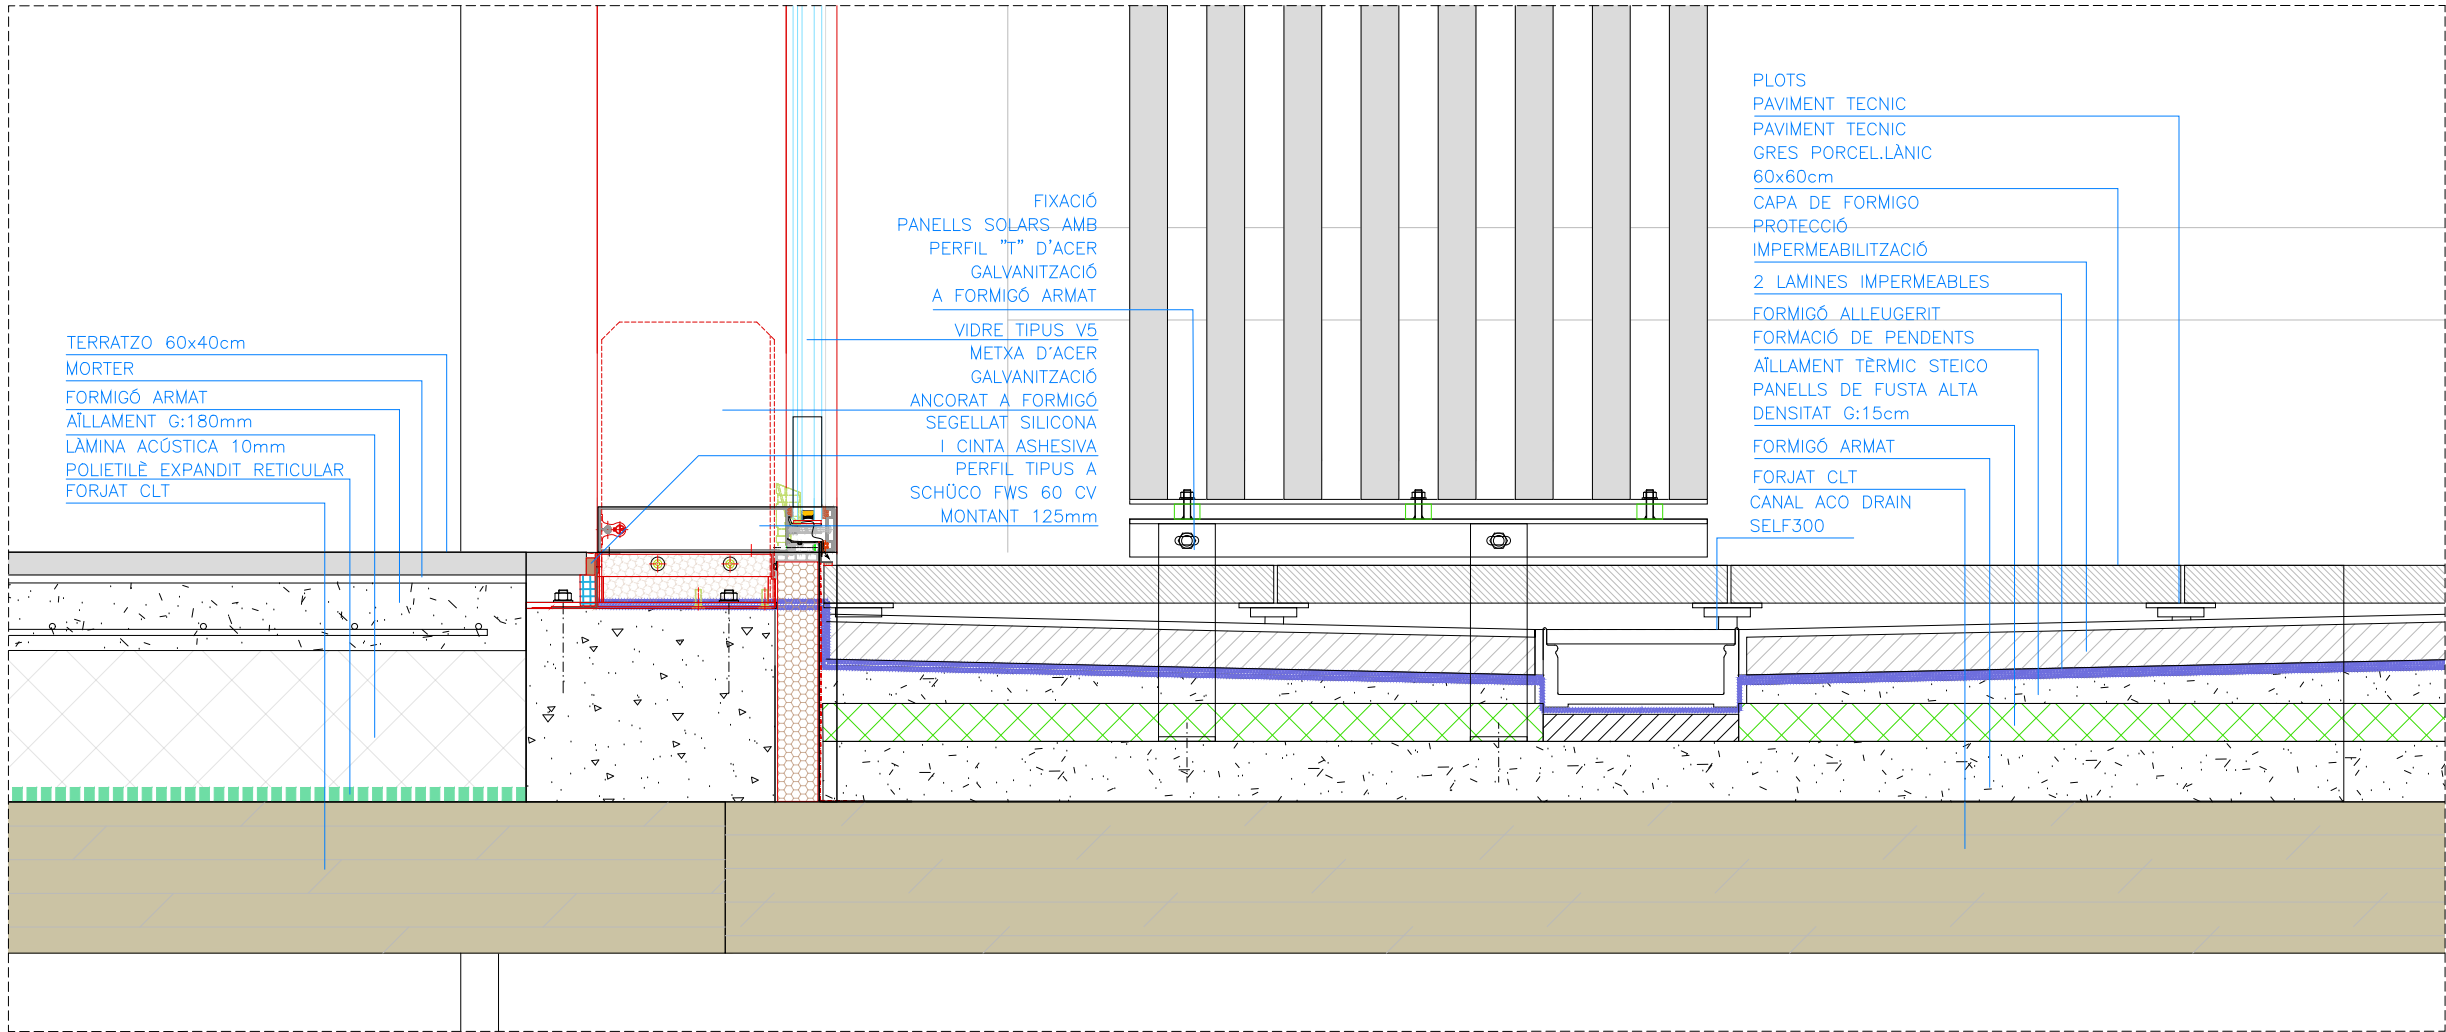 TERRATZO 60x40cm
MORTER
FORMIGÓ ARMAT
AÏLLAMENT G:180mm
LÀMINA ACÚSTICA 10mm
POLIETILÈ EXPANDIT RETICULAR
FORJAT CLT
FIXACIÓ
PANELLS SOLARS AMB
PERFIL "T" D'ACER
GALVANITZACIÓ
A FORMIGÓ ARMAT
VIDRE TIPUS V5
METXA D'ACER
GALVANITZACIÓ
ANCORAT A FORMIGÓ
SEGELLAT SILICONA
I CINTA ASHESIVA
PERFIL TIPUS A
SCHÜCO FWS 60 CV
MONTANT 125mm
PLOTS
PAVIMENT TECNIC
PAVIMENT TECNIC
GRES PORCEL.LÀNIC
60x60cm
CAPA DE FORMIGO
PROTECCIÓ
IMPERMEABILITZACIÓ
2 LAMINES IMPERMEABLES
FORMIGÓ ALLEUGERIT
FORMACIÓ DE PENDENTS
AÏLLAMENT TÈRMIC STEICO
PANELLS DE FUSTA ALTA
DENSITAT G:15cm
FORMIGÓ ARMAT
FORJAT CLT
CANAL ACO DRAIN
SELF300